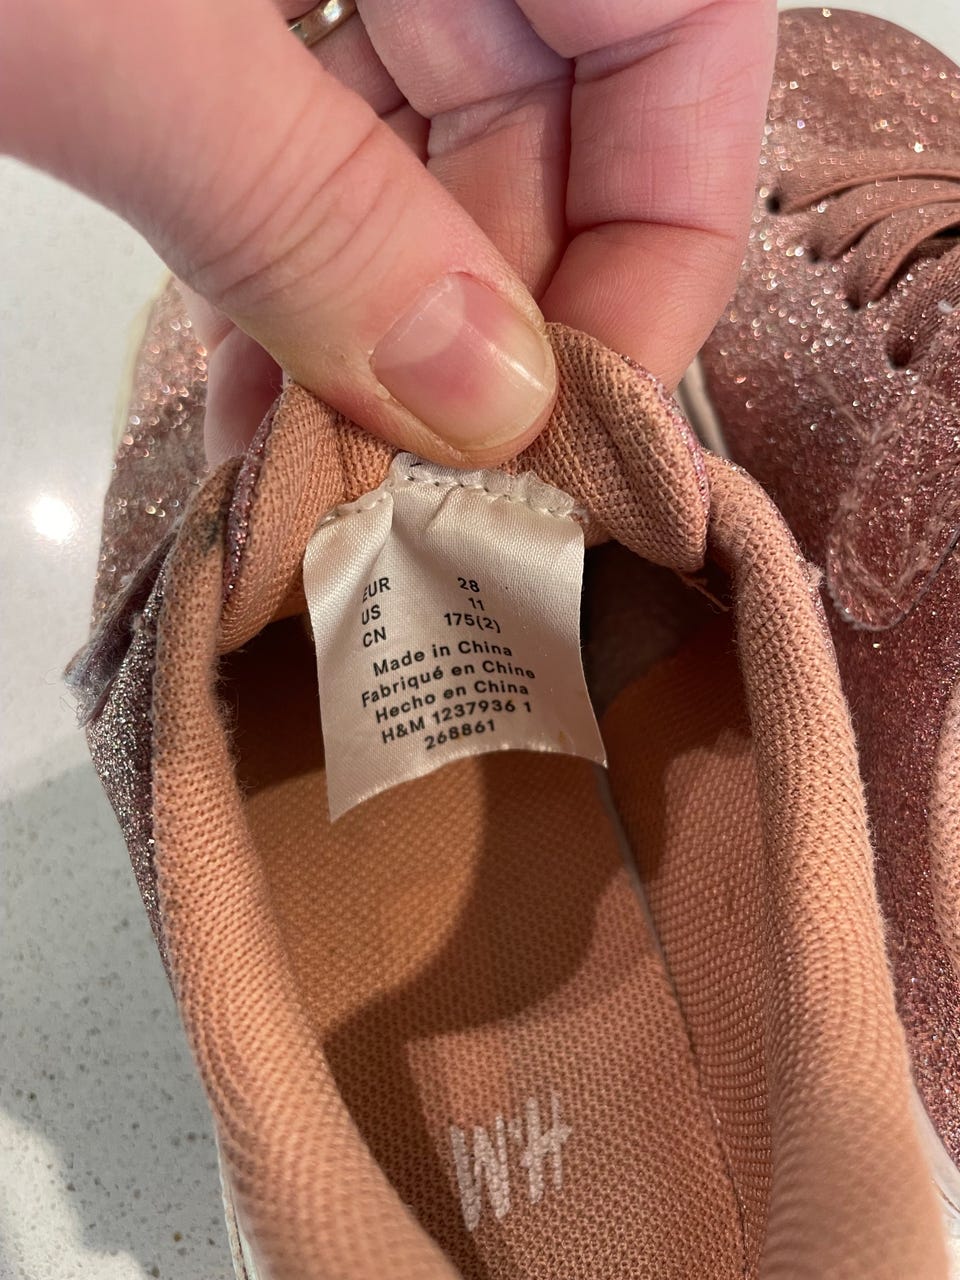 EUR 28
US 11
CN 175(2)
Made in China
Fabriqué en Chine
Hecho en China
H&M 1237936 1
268861
H&M